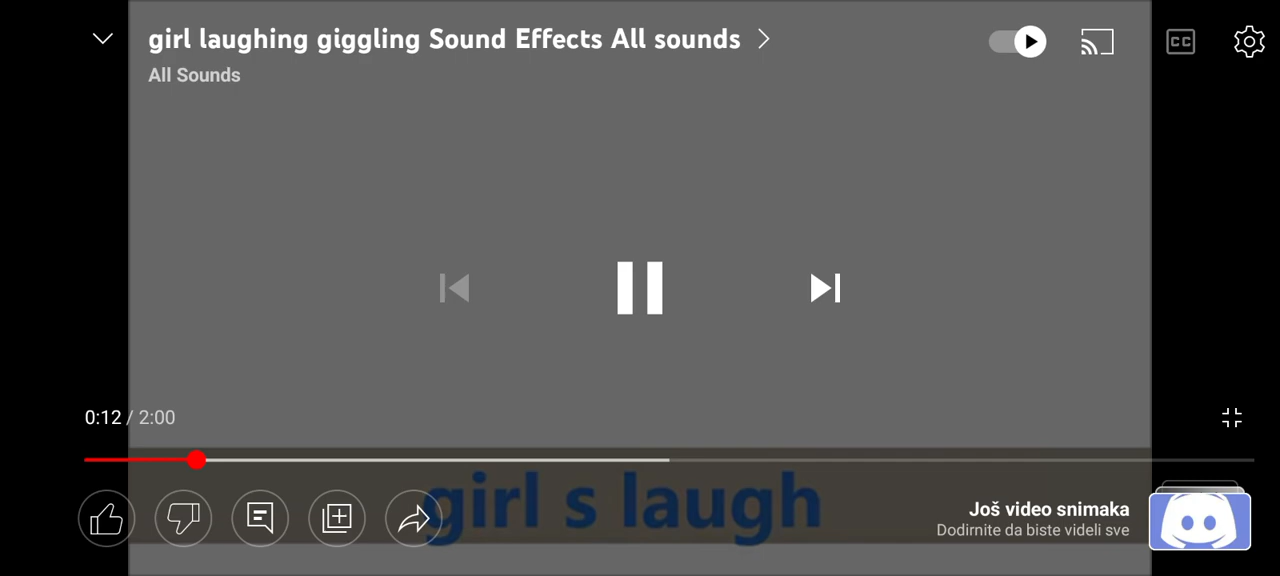 girl laughing giggling Sound Effects All sounds
All Sounds
CC
0:12 / 2:00
girl s laugh
Još video snimaka
Dodirnite da biste videli sve